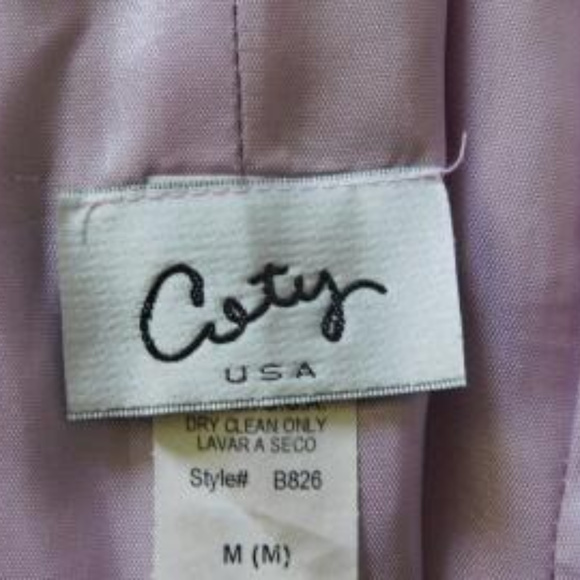 Coty
USA
DRY CLEAN ONLY
LAVAR A SECO
Style# B826
M (M)